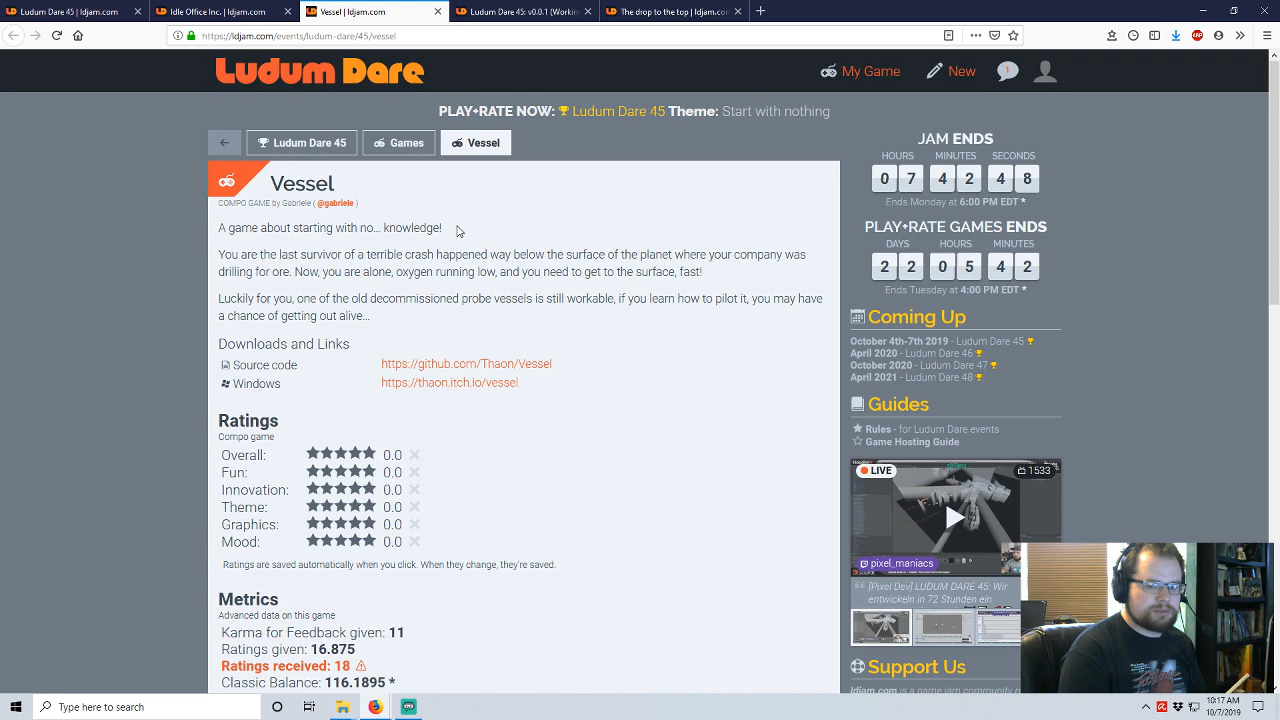 Ludum Dare 45 | ldjam.com
Idle Office Inc. | ldjam.com
Vessel | ldjam.com
Ludum Dare 45: v0.0.1 (Workin
The drop to the top | ldjam.com
https://ldjam.com/events/ludum-dare/45/vessel
Ludum Dare
My Game
New
1
PLAY+RATE NOW: Ludum Dare 45 Theme: Start with nothing
Ludum Dare 45
Games
Vessel
Vessel
COMPO GAME by Gabriele ( @gabriele )
A game about starting with no... knowledge!
You are the last survivor of a terrible crash happened way below the surface of the planet where your company was
drilling for ore. Now, you are alone, oxygen running low, and you need to get to the surface, fast!
Luckily for you, one of the old decommissioned probe vessels is still workable, if you learn how to pilot it, you may have
a chance of getting out alive...
Downloads and Links
Source code https://github.com/Thaon/Vessel
Windows https://thaon.itch.io/vessel
Ratings
Compo game
Overall: 0.0
Fun: 0.0
Innovation: 0.0
Theme: 0.0
Graphics: 0.0
Mood: 0.0
Ratings are saved automatically when you click. When they change, they're saved.
Metrics
Advanced data on this game
Karma for Feedback given: 11
Ratings given: 16.875
Ratings received: 18
Classic Balance: 116.1895 *
JAM ENDS
HOURS MINUTES SECONDS
07 42 48
Ends Monday at 6:00 PM EDT *
PLAY+RATE GAMES ENDS
DAYS HOURS MINUTES
22 05 42
Ends Tuesday at 4:00 PM EDT *
Coming Up
October 4th-7th 2019 - Ludum Dare 45
April 2020 - Ludum Dare 46
October 2020 - Ludum Dare 47
April 2021 - Ludum Dare 48
Guides
Rules - for Ludum Dare events
Game Hosting Guide
LIVE
1533
pixel_maniacs
[Pixel Dev] LUDUM DARE 45: Wir
entwickeln in 72 Stunden ein
Support Us
ldjam.com is a game jam community
Type here to search
10:17 AM
10/7/2019